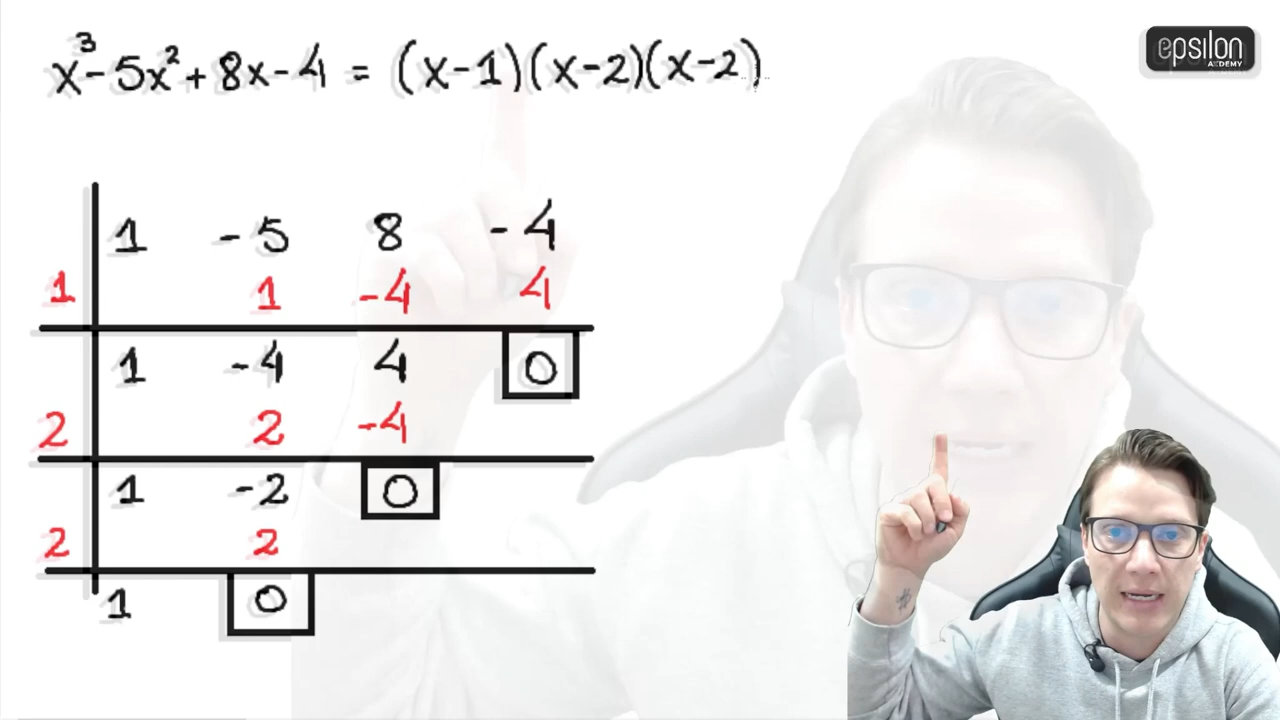 x³ - 5x² + 8x - 4 = (x-1)(x-2)(x-2)
epsilon
ACADEMY
1 -5 8 -4
1 1 -4 4
1 -4 4 0
2 2 -4
1 -2 0
2 2
1 0